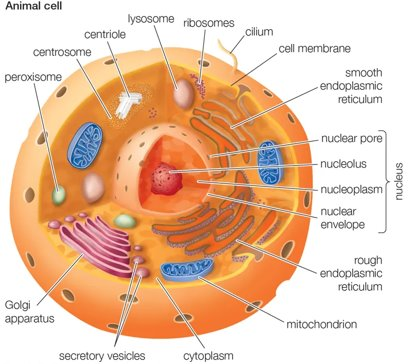 Animal cell
lysosome
ribosomes
cilium
centriole
centrosome
cell membrane
peroxisome
smooth
endoplasmic
reticulum
nuclear pore
nucleolus
nucleoplasm
nuclear
envelope
nucleus
rough
endoplasmic
reticulum
Golgi
apparatus
mitochondrion
secretory vesicles
cytoplasm